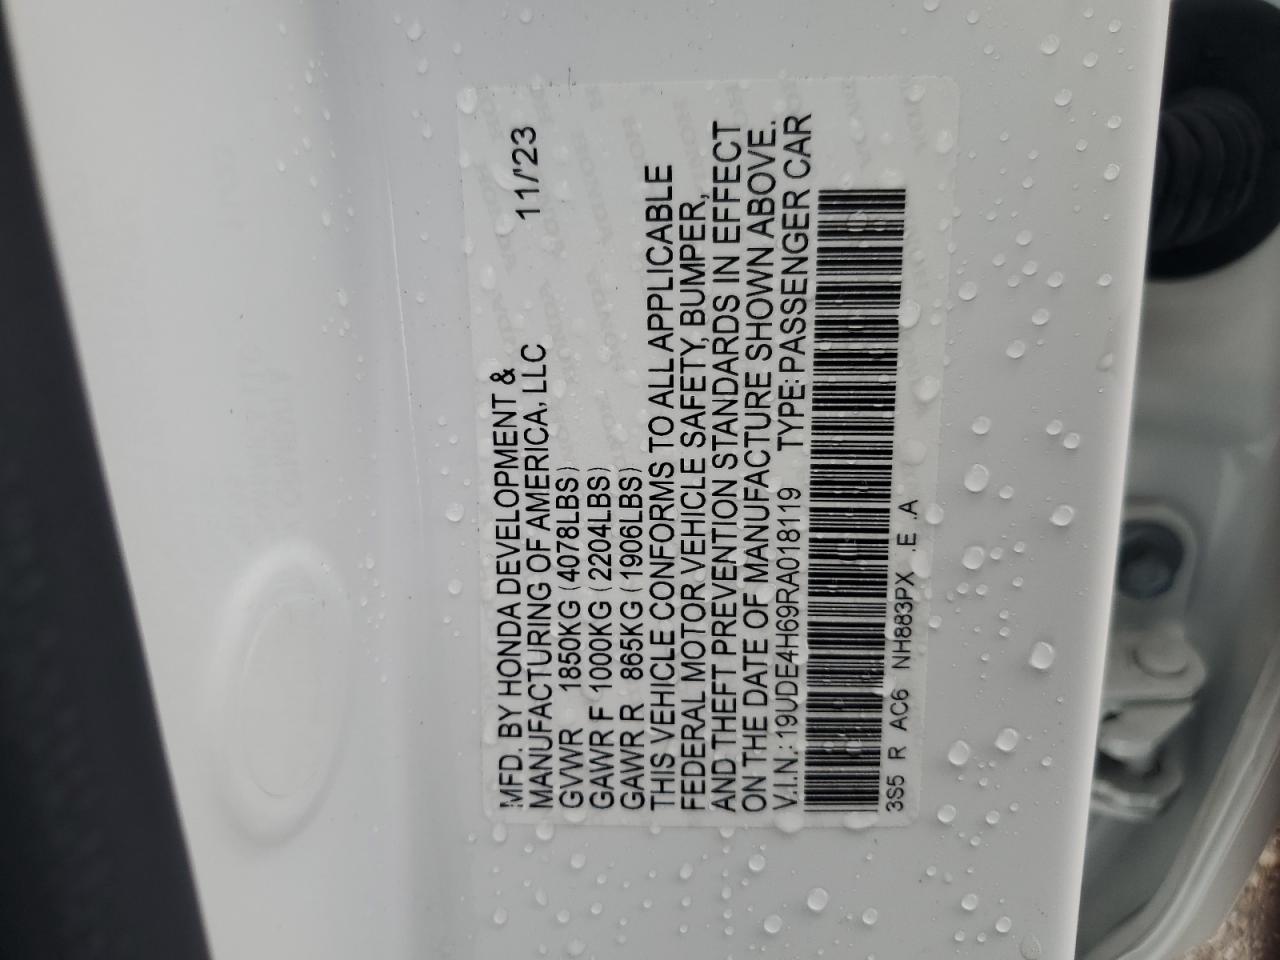 MFD. BY HONDA DEVELOPMENT &
MANUFACTURING OF AMERICA, LLC 11/'23
GVWR 1850KG (4078LBS)
GAWR F 1000KG (2204LBS)
GAWR R 865KG (1906LBS)
THIS VEHICLE CONFORMS TO ALL APPLICABLE
FEDERAL MOTOR VEHICLE SAFETY, BUMPER,
AND THEFT PREVENTION STANDARDS IN EFFECT
ON THE DATE OF MANUFACTURE SHOWN ABOVE.
V.I.N.: 19UDE4H69RA018119 TYPE: PASSENGER CAR
3S5 R AC6 NH883PX .E .A